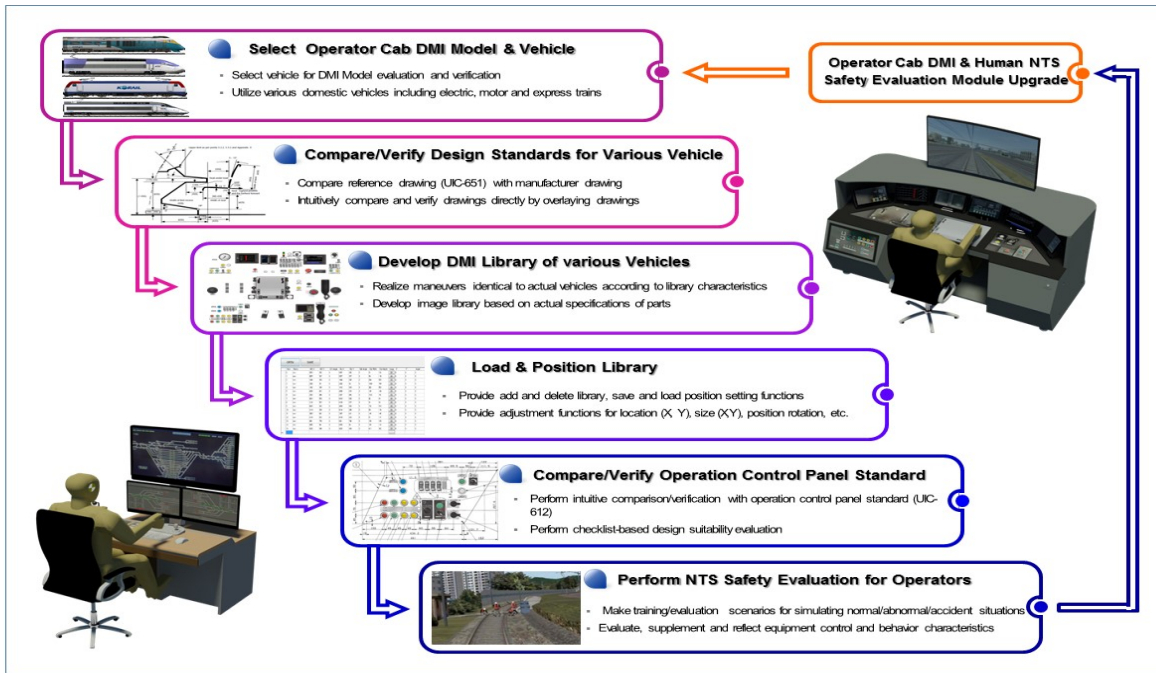 Select Operator Cab DMI Model & Vehicle
Select vehicle for DMI Model evaluation and verification
Utilize various domestic vehicles including electric, motor and express trains
Operator Cab DMI & Human NTS
Safety Evaluation Module Upgrade
KORAIL
Compare/Verify Design Standards for Various Vehicle
Compare reference drawing (UIC-651) with manufacturer drawing
Intuitively compare and verify drawings directly by overlaying drawings
Develop DMI Library of various Vehicles
Realize maneuvers identical to actual vehicles according to library characteristics
Develop image library based on actual specifications of parts
Load & Position Library
Provide add and delete library, save and load position setting functions
Provide adjustment functions for location (X, Y), size (XY), position rotation, etc.
Compare/Verify Operation Control Panel Standard
Perform intuitive comparison/verification with operation control panel standard (UIC-
612)
Perform checklist-based design suitability evaluation
Perform NTS Safety Evaluation for Operators
Make training/evaluation scenarios for simulating normal/abnormal/accident situations
Evaluate, supplement and reflect equipment control and behavior characteristics